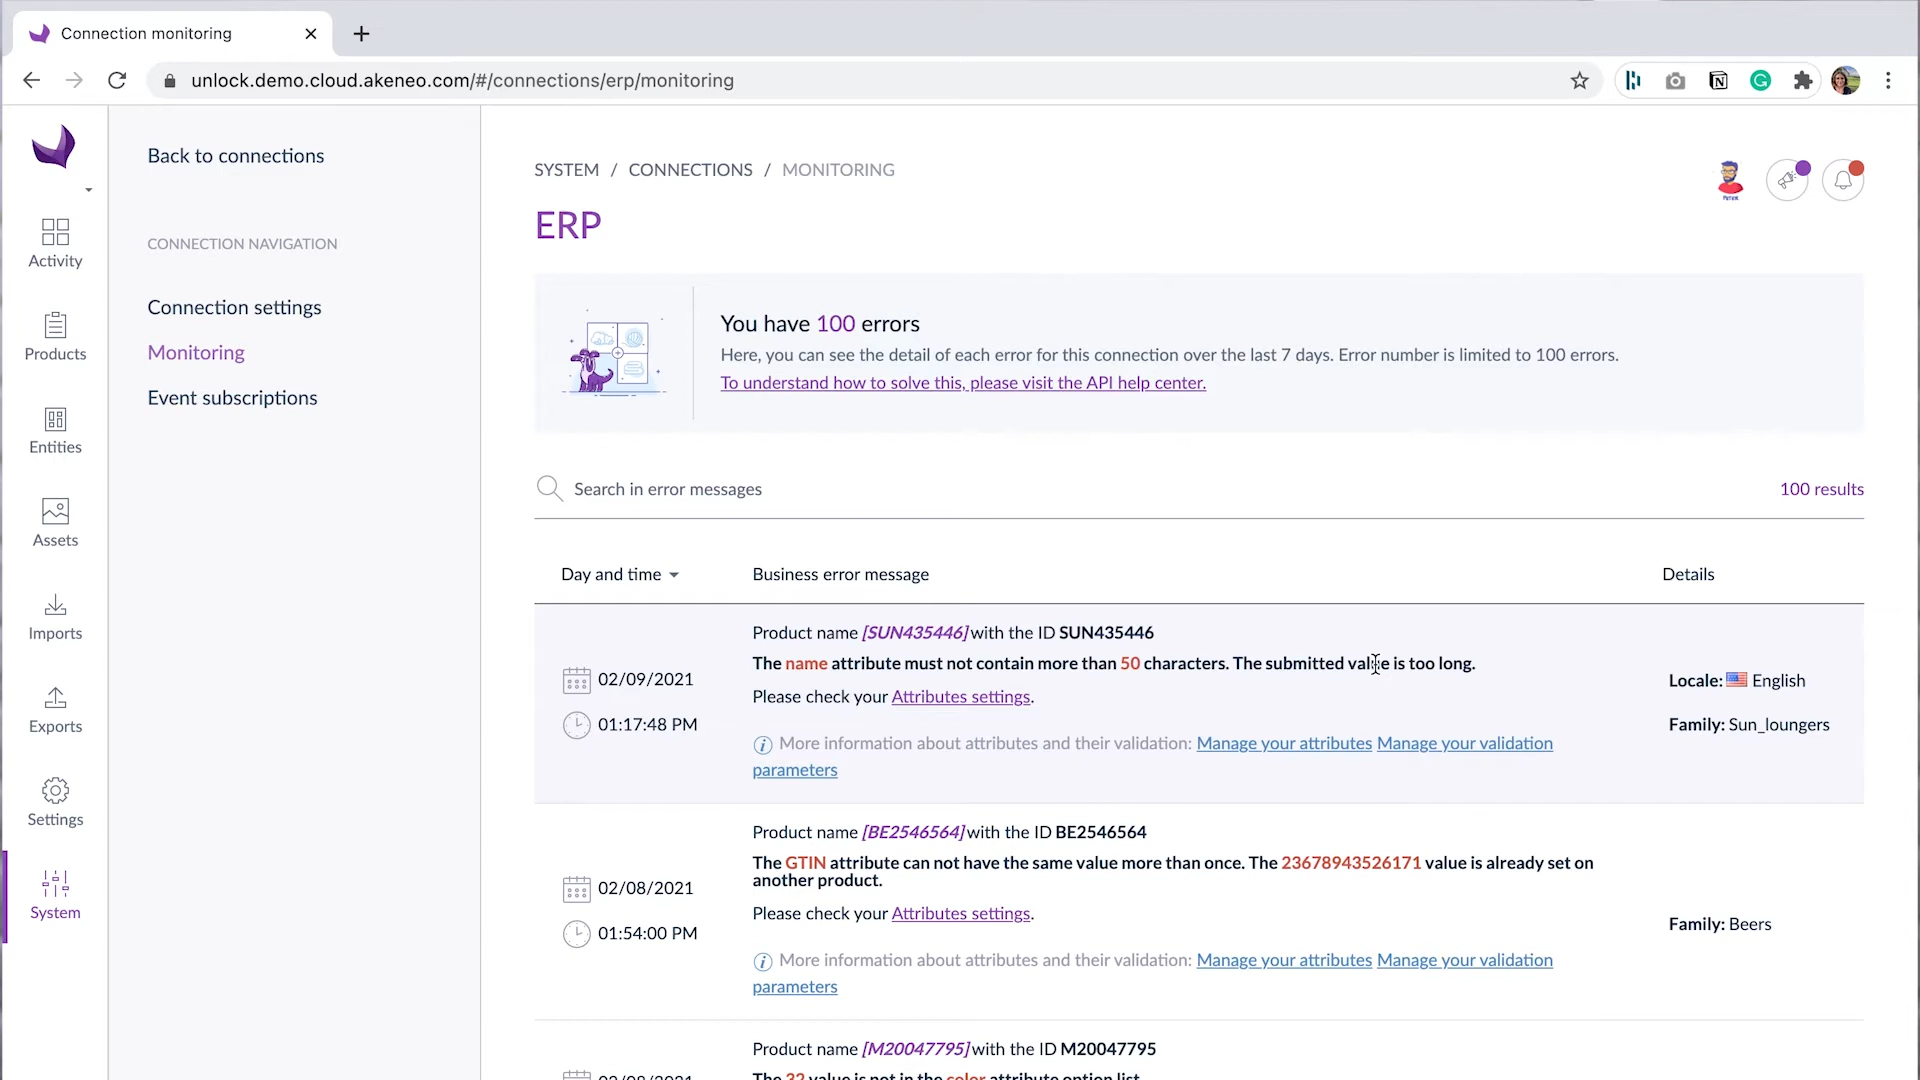 Connection monitoring
unlock.demo.cloud.akeneo.com/#/connections/erp/monitoring
Back to connections
CONNECTION NAVIGATION
Connection settings
Monitoring
Event subscriptions
Activity
Products
Entities
Assets
Imports
Exports
Settings
System
SYSTEM / CONNECTIONS / MONITORING
ERP
You have 100 errors
Here, you can see the detail of each error for this connection over the last 7 days. Error number is limited to 100 errors.
To understand how to solve this, please visit the API help center.
Search in error messages
100 results
Day and time
Business error message
Details
02/09/2021
01:17:48 PM
Product name [SUN435446] with the ID SUN435446
The name attribute must not contain more than 50 characters. The submitted value is too long.
Please check your Attributes settings.
More information about attributes and their validation: Manage your attributes Manage your validation
parameters
Locale: English
Family: Sun_loungers
02/08/2021
01:54:00 PM
Product name [BE2546564] with the ID BE2546564
The GTIN attribute can not have the same value more than once. The 23678943526171 value is already set on
another product.
Please check your Attributes settings.
More information about attributes and their validation: Manage your attributes Manage your validation
parameters
Family: Beers
02/08/2021
Product name [M20047795] with the ID M20047795
The 32 value is not in the color attribute option list.